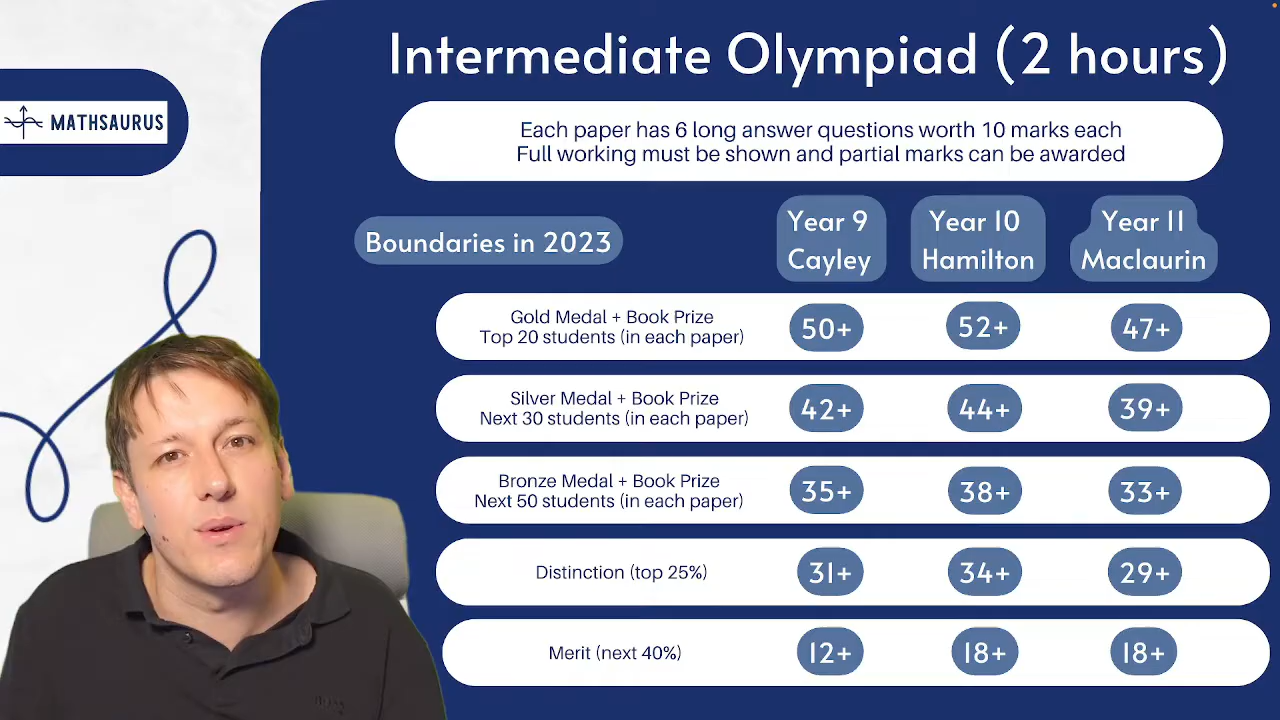 Intermediate Olympiad (2 hours)
MATHSAURUS
Each paper has 6 long answer questions worth 10 marks each
Full working must be shown and partial marks can be awarded
Boundaries in 2023
Year 9
Cayley
Year 10
Hamilton
Year 11
Maclaurin
Gold Medal + Book Prize
Top 20 students (in each paper)
50+
52+
47+
Silver Medal + Book Prize
Next 30 students (in each paper)
42+
44+
39+
Bronze Medal + Book Prize
Next 50 students (in each paper)
35+
38+
33+
Distinction (top 25%)
31+
34+
29+
Merit (next 40%)
12+
18+
18+